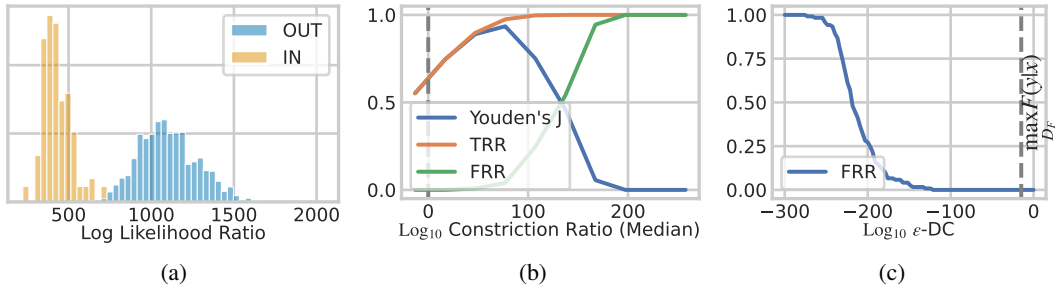 OUT
IN
500
1000
1500
2000
Log Likelihood Ratio
(a)
1.0
0.5
0.0
Youden's J
TRR
FRR
0
100
200
Log₁₀ Constriction Ratio (Median)
(b)
1.00
0.75
0.50
0.25
0.00
FRR
max F(y|x)
D_F
−300
−200
−100
0
Log₁₀ ε-DC
(c)